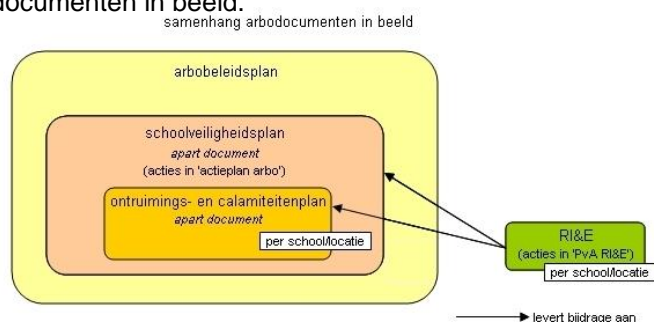 documenten in beeld.
samenhang arbodocumenten in beeld
arbobeleidsplan
schoolveiligheidsplan
apart document
(acties in 'actieplan arbo')
ontruimings- en calamiteitenplan
apart document
per school/locatie
RI&E
(acties in 'PvA RI&E')
per school/locatie
levert bijdrage aan